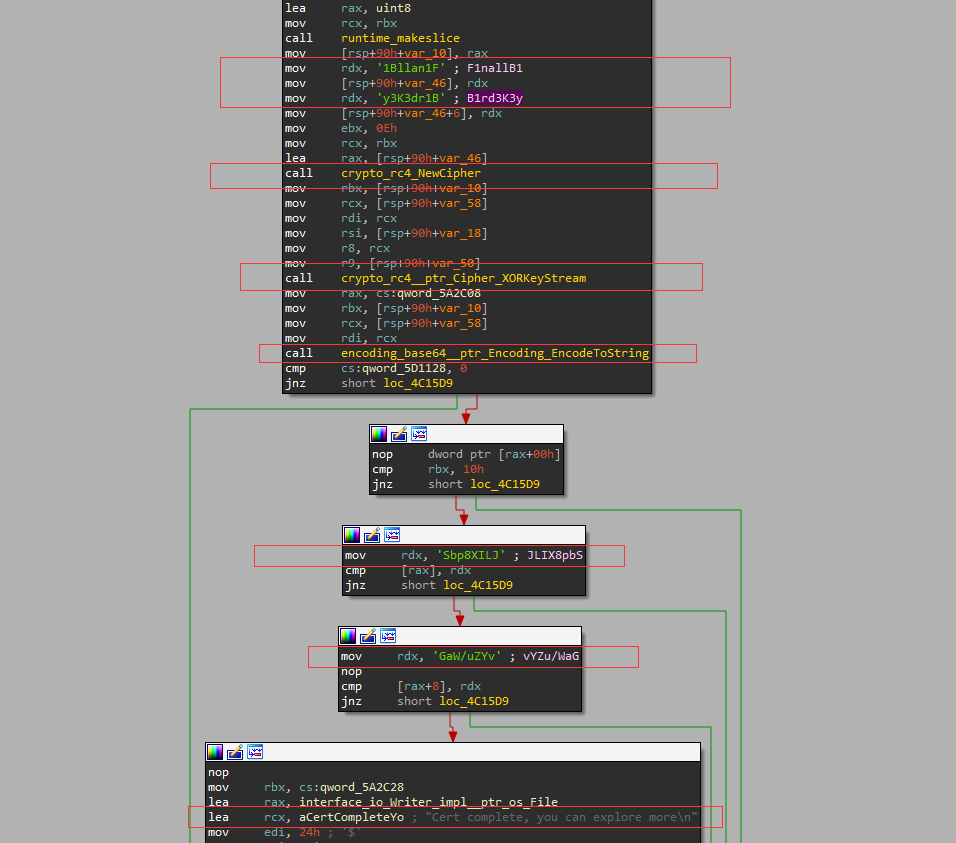 lea rax, uint8
mov rcx, rbx
call runtime_makeslice
mov [rsp+90h+var_10], rax
mov rdx, '1Bllan1F' ; F1nallB1
mov [rsp+90h+var_46], rdx
mov rdx, 'y3K3dr1B' ; B1rd3K3y
mov [rsp+90h+var_46+6], rdx
mov ebx, 0Eh
mov rcx, rbx
lea rax, [rsp+90h+var_46]
call crypto_rc4_NewCipher
mov rbx, [rsp+90h+var_10]
mov rcx, [rsp+90h+var_58]
mov rdi, rcx
mov rsi, [rsp+90h+var_18]
mov r8, rcx
mov r9, [rsp+90h+var_50]
call crypto_rc4__ptr_Cipher_XORKeyStream
mov rax, cs:qword_5A2C08
mov rbx, [rsp+90h+var_10]
mov rcx, [rsp+90h+var_58]
mov rdi, rcx
call encoding_base64__ptr_Encoding_EncodeToString
cmp cs:qword_5D1128, 0
jnz short loc_4C15D9
nop dword ptr [rax+00h]
cmp rbx, 10h
jnz short loc_4C15D9
mov rdx, 'Sbp8XILJ' ; JLIX8pbS
cmp [rax], rdx
jnz short loc_4C15D9
mov rdx, 'GaW/uZYv' ; vYZu/WaG
nop
cmp [rax+8], rdx
jnz short loc_4C15D9
nop
mov rbx, cs:qword_5A2C28
lea rax, interface_io_Writer_impl__ptr_os_File
lea rcx, aCertCompleteYo ; "Cert complete, you can explore more\n"
mov edi, 24h ; '$'